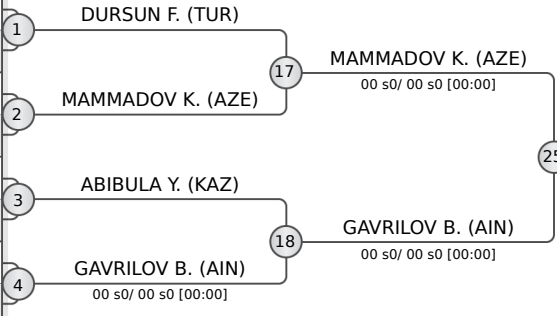 DURSUN F. (TUR)
1
17
MAMMADOV K. (AZE)
00 s0/ 00 s0 [00:00]
MAMMADOV K. (AZE)
2
25
ABIBULA Y. (KAZ)
3
18
GAVRILOV B. (AIN)
00 s0/ 00 s0 [00:00]
GAVRILOV B. (AIN)
4
00 s0/ 00 s0 [00:00]